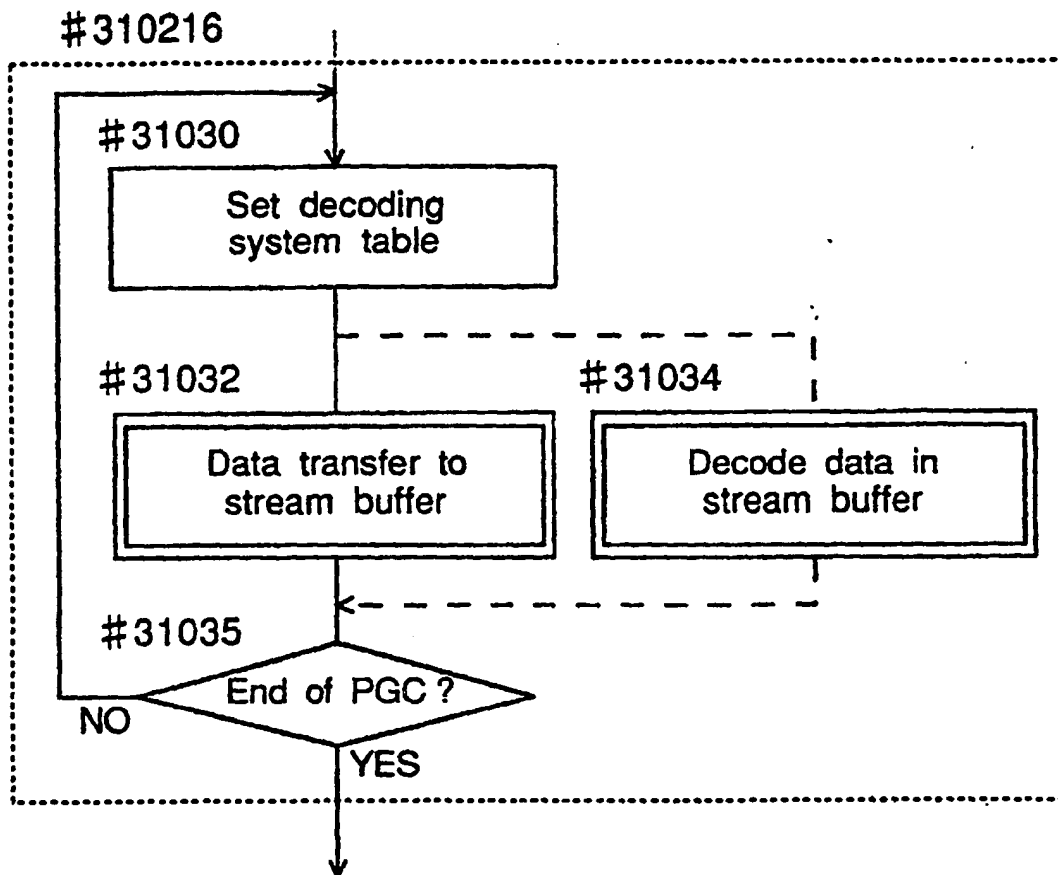 #310216
#31030
Set decoding
system table
#31032
#31034
Data transfer to
stream buffer
Decode data in
stream buffer
#31035
End of PGC ?
NO
YES